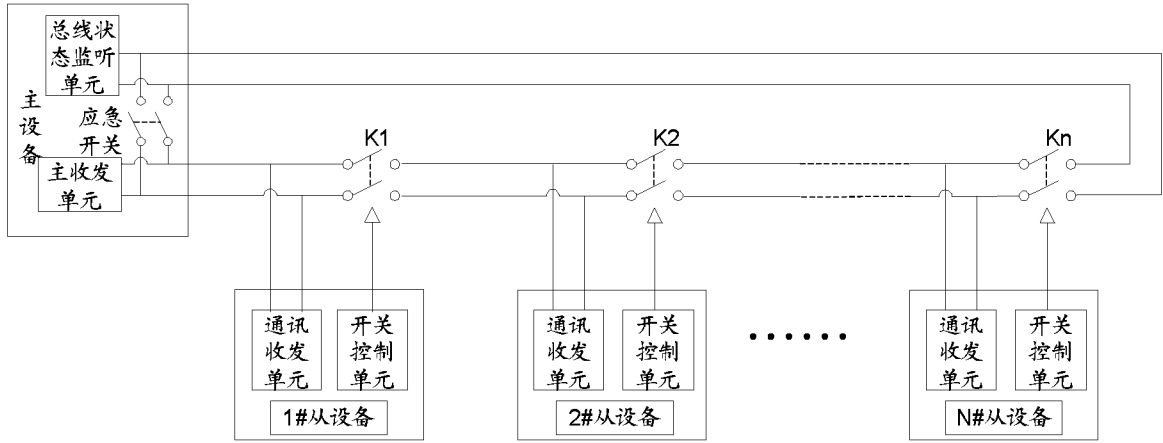 总线状
态监听
单元
主
设
备
应急
开关
主收发
单元
K1
K2
Kn
通讯
收发
单元
开关
控制
单元
1#从设备
通讯
收发
单元
开关
控制
单元
2#从设备
······
通讯
收发
单元
开关
控制
单元
N#从设备